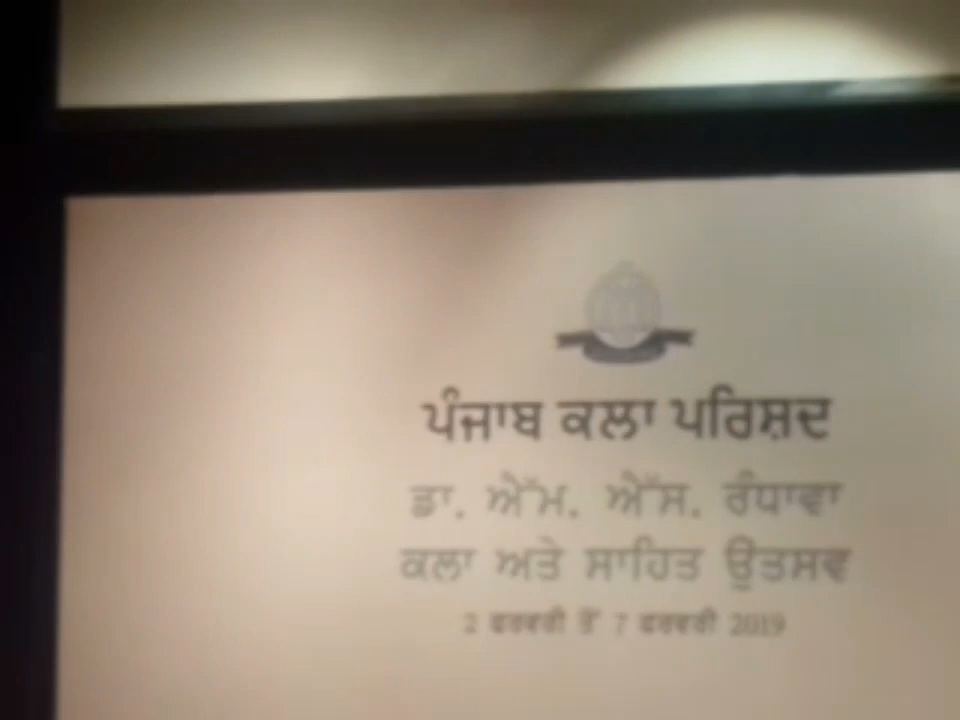 ਪੰਜਾਬ ਕਲਾ ਪਰਿਸ਼ਦ
ਡਾ. ਐੱਮ. ਐੱਸ. ਰੰਧਾਵਾ
ਕਲਾ ਅਤੇ ਸਾਹਿਤ ਉਤਸਵ
2 ਫਰਵਰੀ ਤੋਂ 7 ਫਰਵਰੀ 2019